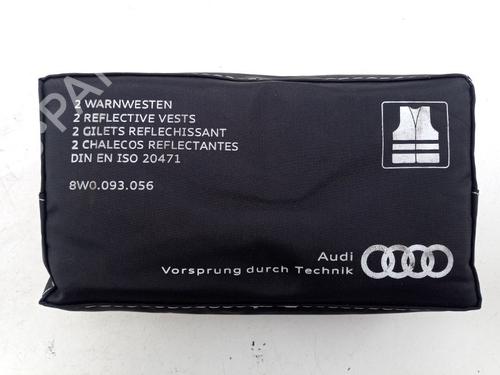 2 WARNWESTEN
2 REFLECTIVE VESTS
2 GILETS REFLECHISSANT
2 CHALECOS REFLECTANTES
DIN EN ISO 20471
8W0.093.056
Audi
Vorsprung durch Technik